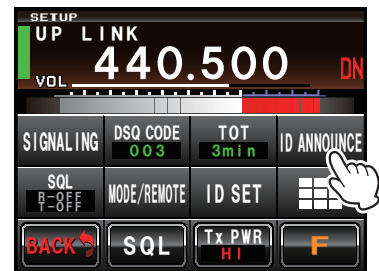 SETUP
UP LINK
VOL 440.500 DN
SIGNALING DSQ CODE 003 TOT 3min ID ANNOUNCE
SQL R-OFF T-OFF MODE/REMOTE ID SET
BACK SQL Tx PWR HI F